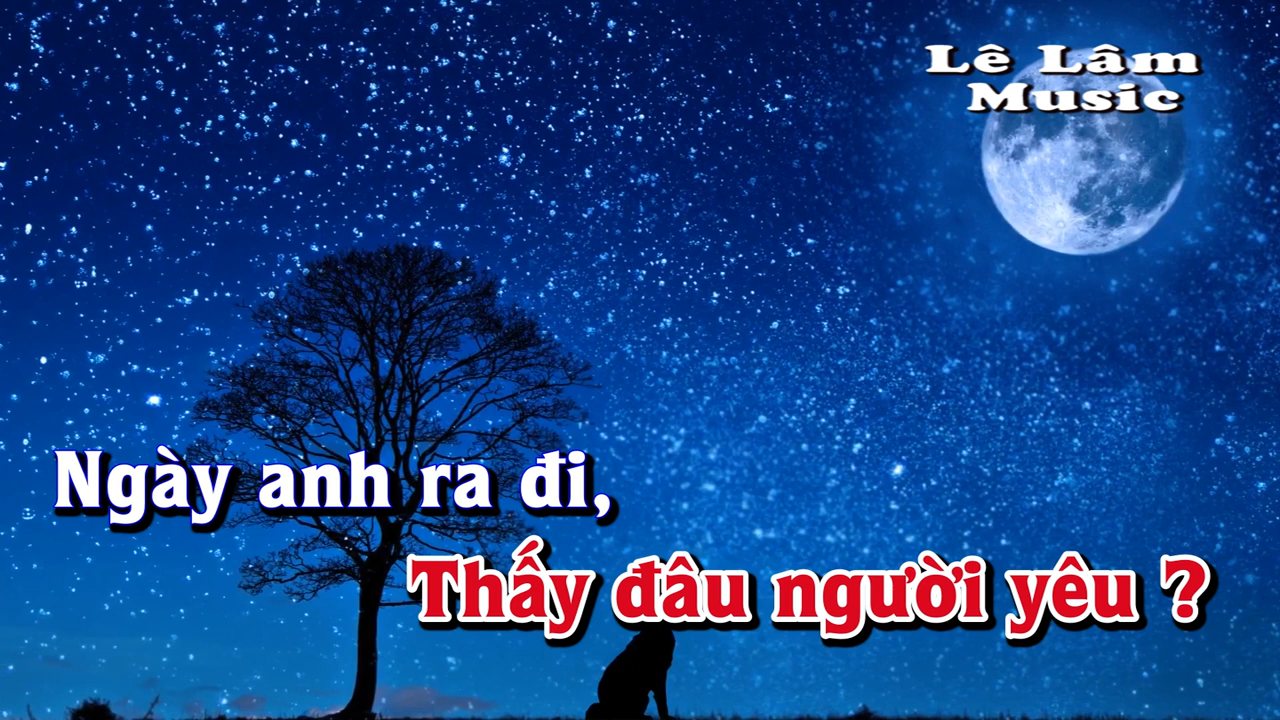 Lê Lâm
Music
Ngày anh ra đi,
Thấy đâu người yêu ?